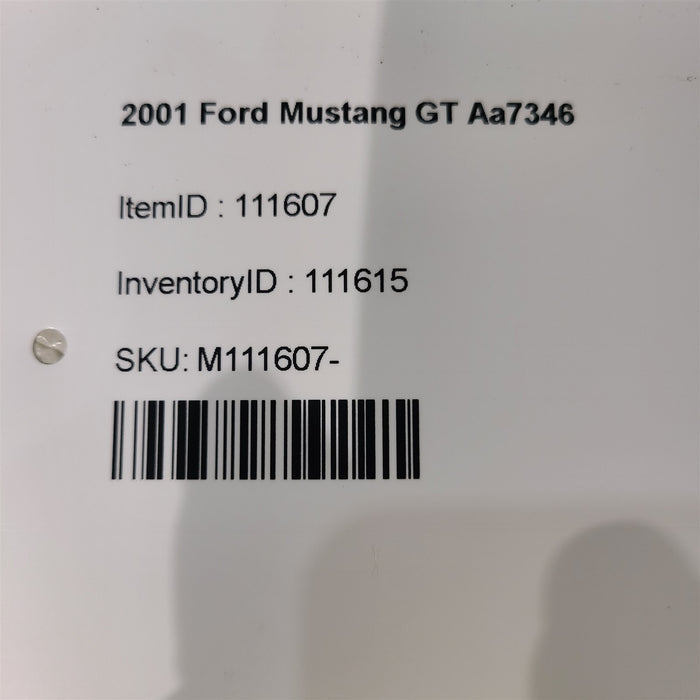 2001 Ford Mustang GT Aa7346
ItemID : 111607
InventoryID : 111615
SKU: M111607-